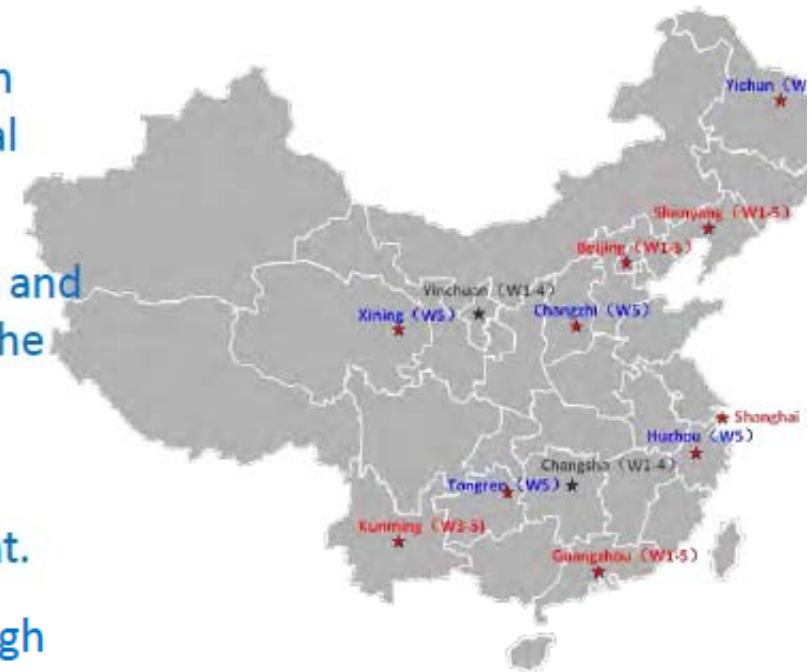 n
al
and
he
t.
gh
Yichun (W
Shenyang (W1-5)
Beijing (W1-5)
Yinchuan (W1-4)
Xining (W5)
Changzhi (W5)
Shanghai
Huzhou (W5)
Changsha (W1-4)
Tongren (W5)
Kunming (W3-5)
Guangzhou (W1-5)